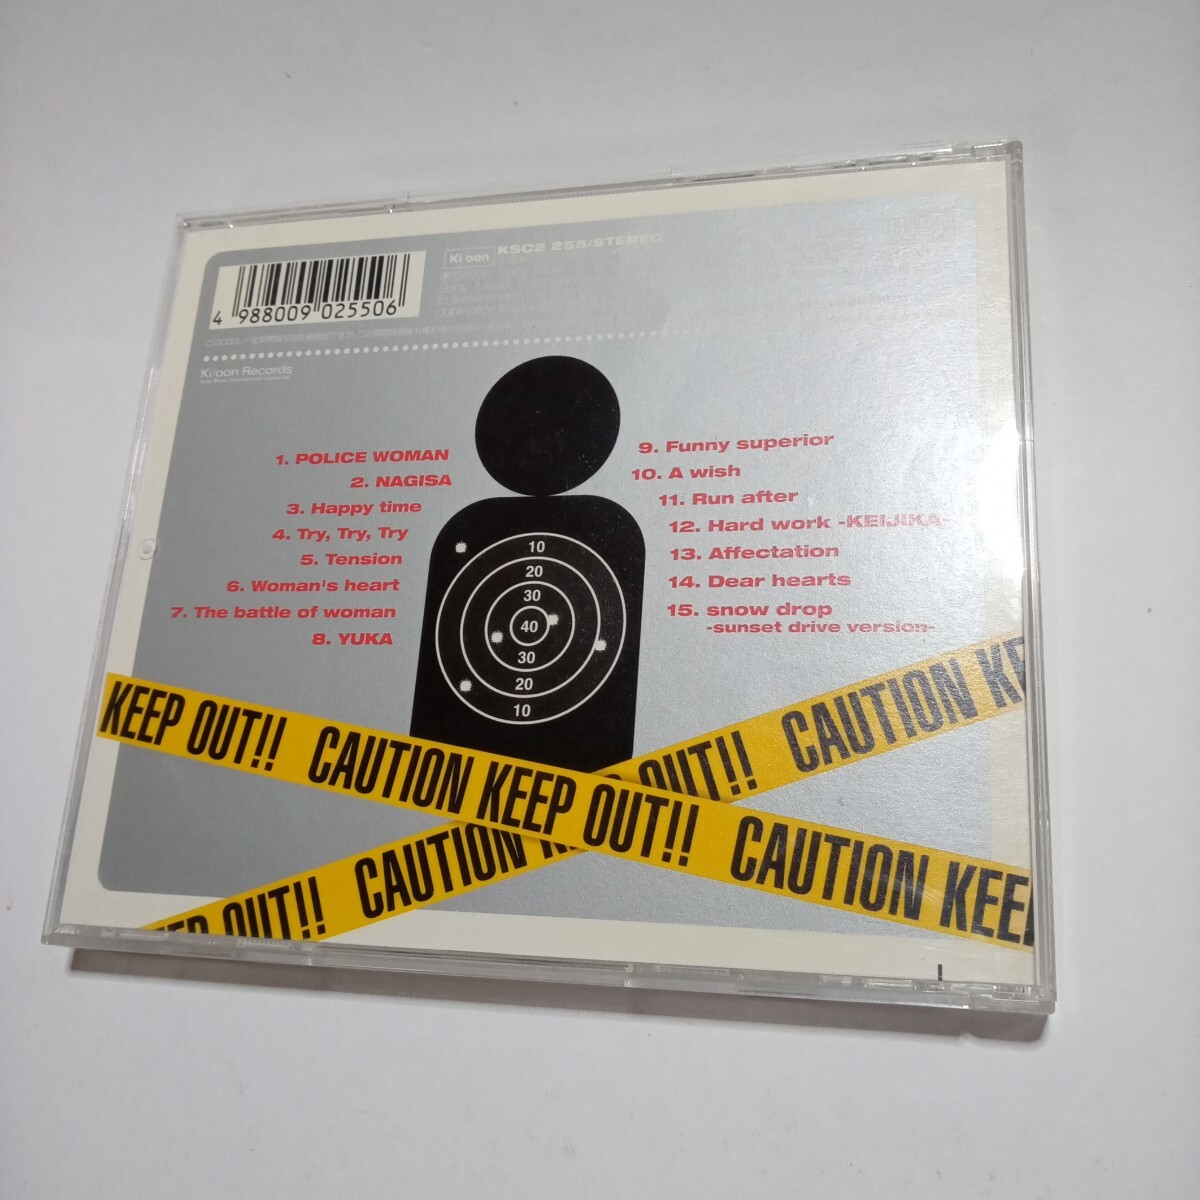 4 988009 025506
Ki/oon
KSC2 255/STEREO
Ki/oon Records
1. POLICE WOMAN
2. NAGISA
3. Happy time
4. Try, Try, Try
5. Tension
6. Woman's heart
7. The battle of woman
8. YUKA
9. Funny superior
10. A wish
11. Run after
12. Hard work -KEIJIKA-
13. Affectation
14. Dear hearts
15. snow drop
-sunset drive version-
10
20
30
40
30
20
10
KEEP OUT!! CAUTION KEEP OUT!! CAUTION KEE
KEEP OUT!! CAUTION K OUT!! CAUTION KE